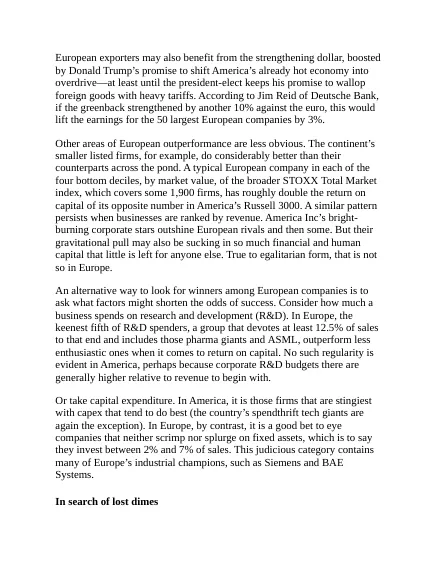 European exporters may also benefit from the strengthening dollar, boosted
by Donald Trump’s promise to shift America’s already hot economy into
overdrive—at least until the president-elect keeps his promise to wallop
foreign goods with heavy tariffs. According to Jim Reid of Deutsche Bank,
if the greenback strengthened by another 10% against the euro, this would
lift the earnings for the 50 largest European companies by 3%.
Other areas of European outperformance are less obvious. The continent’s
smaller listed firms, for example, do considerably better than their
counterparts across the pond. A typical European company in each of the
four bottom deciles, by market value, of the broader STOXX Total Market
index, which covers some 1,900 firms, has roughly double the return on
capital of its opposite number in America’s Russell 3000. A similar pattern
persists when businesses are ranked by revenue. America Inc’s bright-
burning corporate stars outshine European rivals and then some. But their
gravitational pull may also be sucking in so much financial and human
capital that little is left for anyone else. True to egalitarian form, that is not
so in Europe.
An alternative way to look for winners among European companies is to
ask what factors might shorten the odds of success. Consider how much a
business spends on research and development (R&D). In Europe, the
keenest fifth of R&D spenders, a group that devotes at least 12.5% of sales
to that end and includes those pharma giants and ASML, outperform less
enthusiastic ones when it comes to return on capital. No such regularity is
evident in America, perhaps because corporate R&D budgets there are
generally higher relative to revenue to begin with.
Or take capital expenditure. In America, it is those firms that are stingiest
with capex that tend to do best (the country’s spendthrift tech giants are
again the exception). In Europe, by contrast, it is a good bet to eye
companies that neither scrimp nor splurge on fixed assets, which is to say
they invest between 2% and 7% of sales. This judicious category contains
many of Europe’s industrial champions, such as Siemens and BAE
Systems.
In search of lost dimes